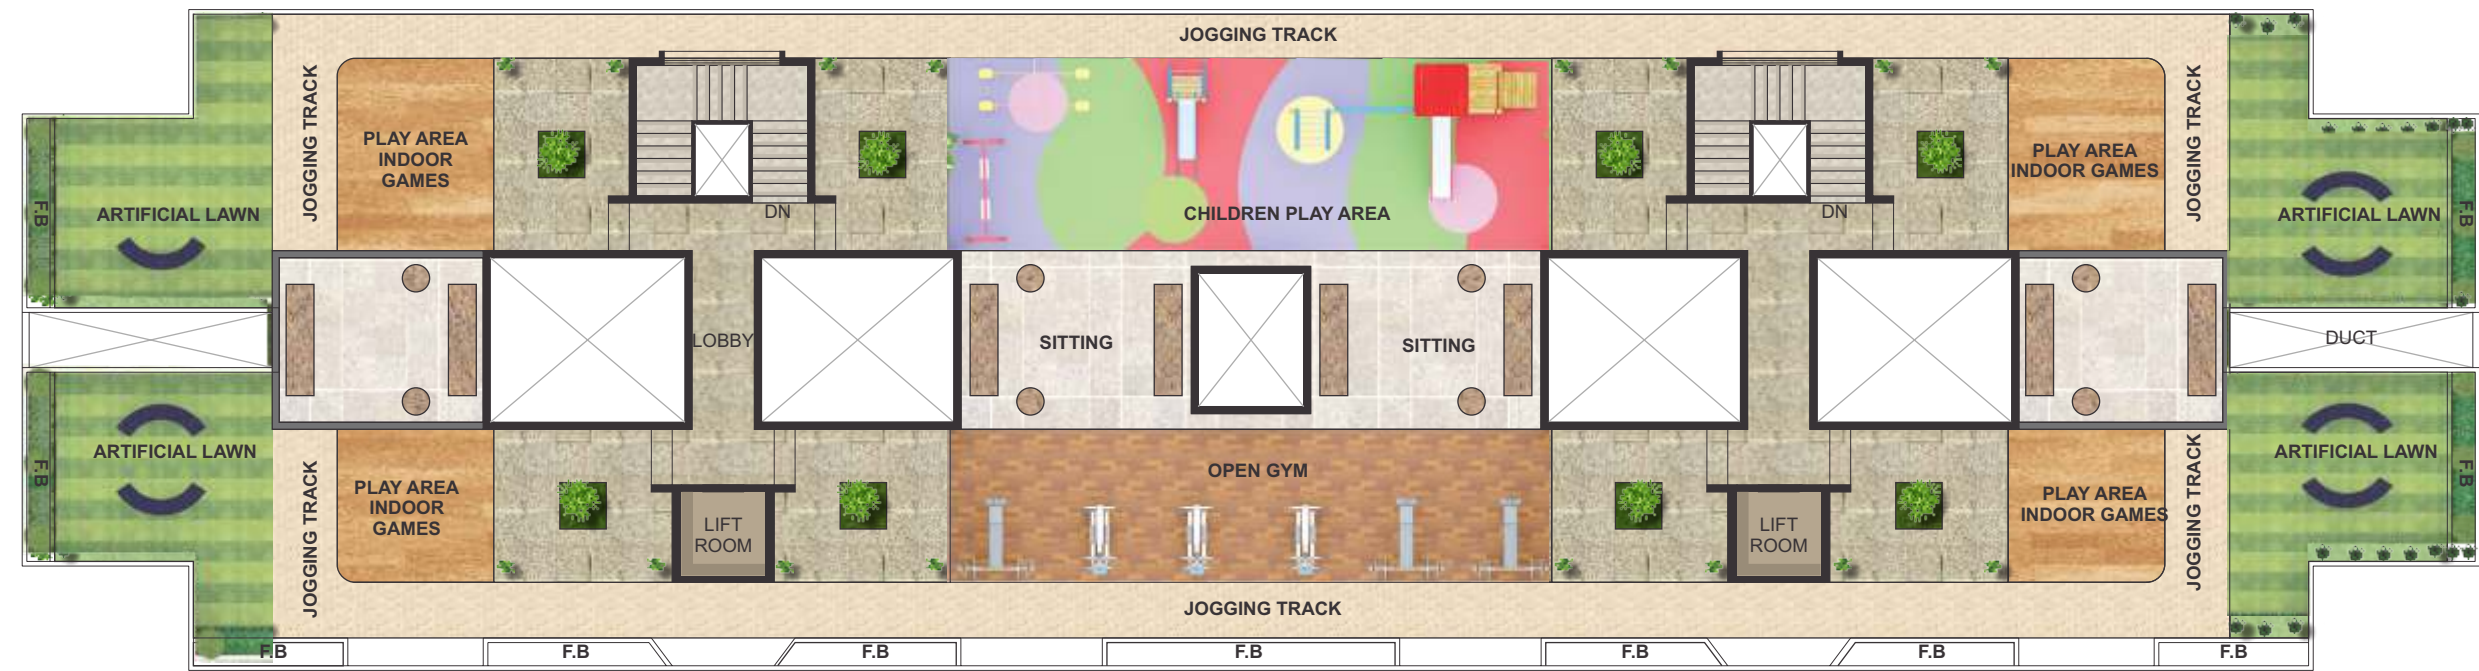 JOGGING TRACK
JOGGING TRACK
PLAY AREA
INDOOR
GAMES
F.B
ARTIFICIAL LAWN
DN
CHILDREN PLAY AREA
DN
PLAY AREA
INDOOR GAMES
JOGGING TRACK
ARTIFICIAL LAWN
F.B
LOBBY
SITTING
SITTING
DUCT
ARTIFICIAL LAWN
F.B
JOGGING TRACK
PLAY AREA
INDOOR
GAMES
LIFT
ROOM
OPEN GYM
LIFT
ROOM
PLAY AREA
INDOOR GAMES
JOGGING TRACK
ARTIFICIAL LAWN
F.B
JOGGING TRACK
F.B
F.B
F.B
F.B
F.B
F.B
F.B